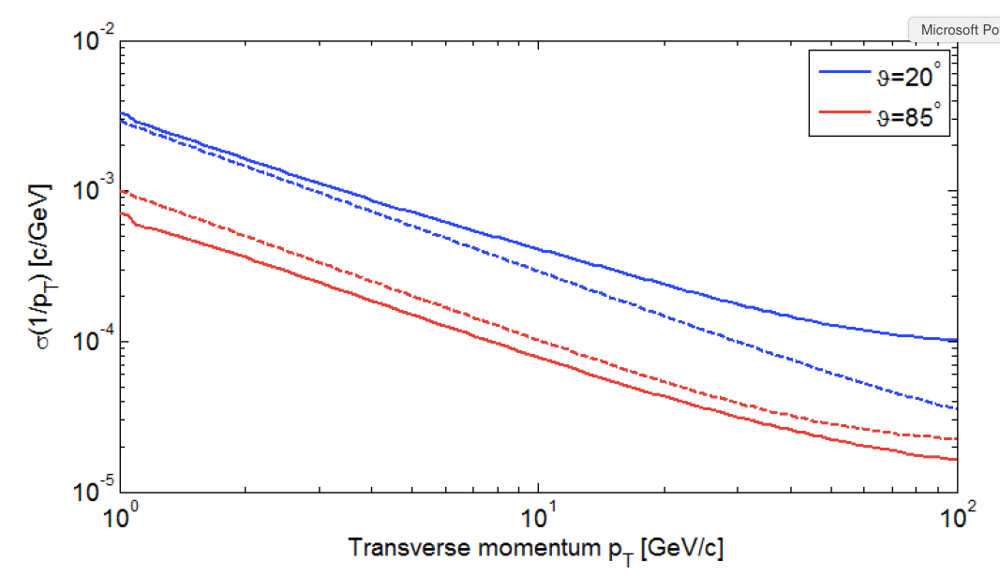 Microsoft Po
10^-2
ϑ=20°
ϑ=85°
10^-3
σ(1/p_T) [c/GeV]
10^-4
10^-5
10^0
10^1
10^2
Transverse momentum p_T [GeV/c]